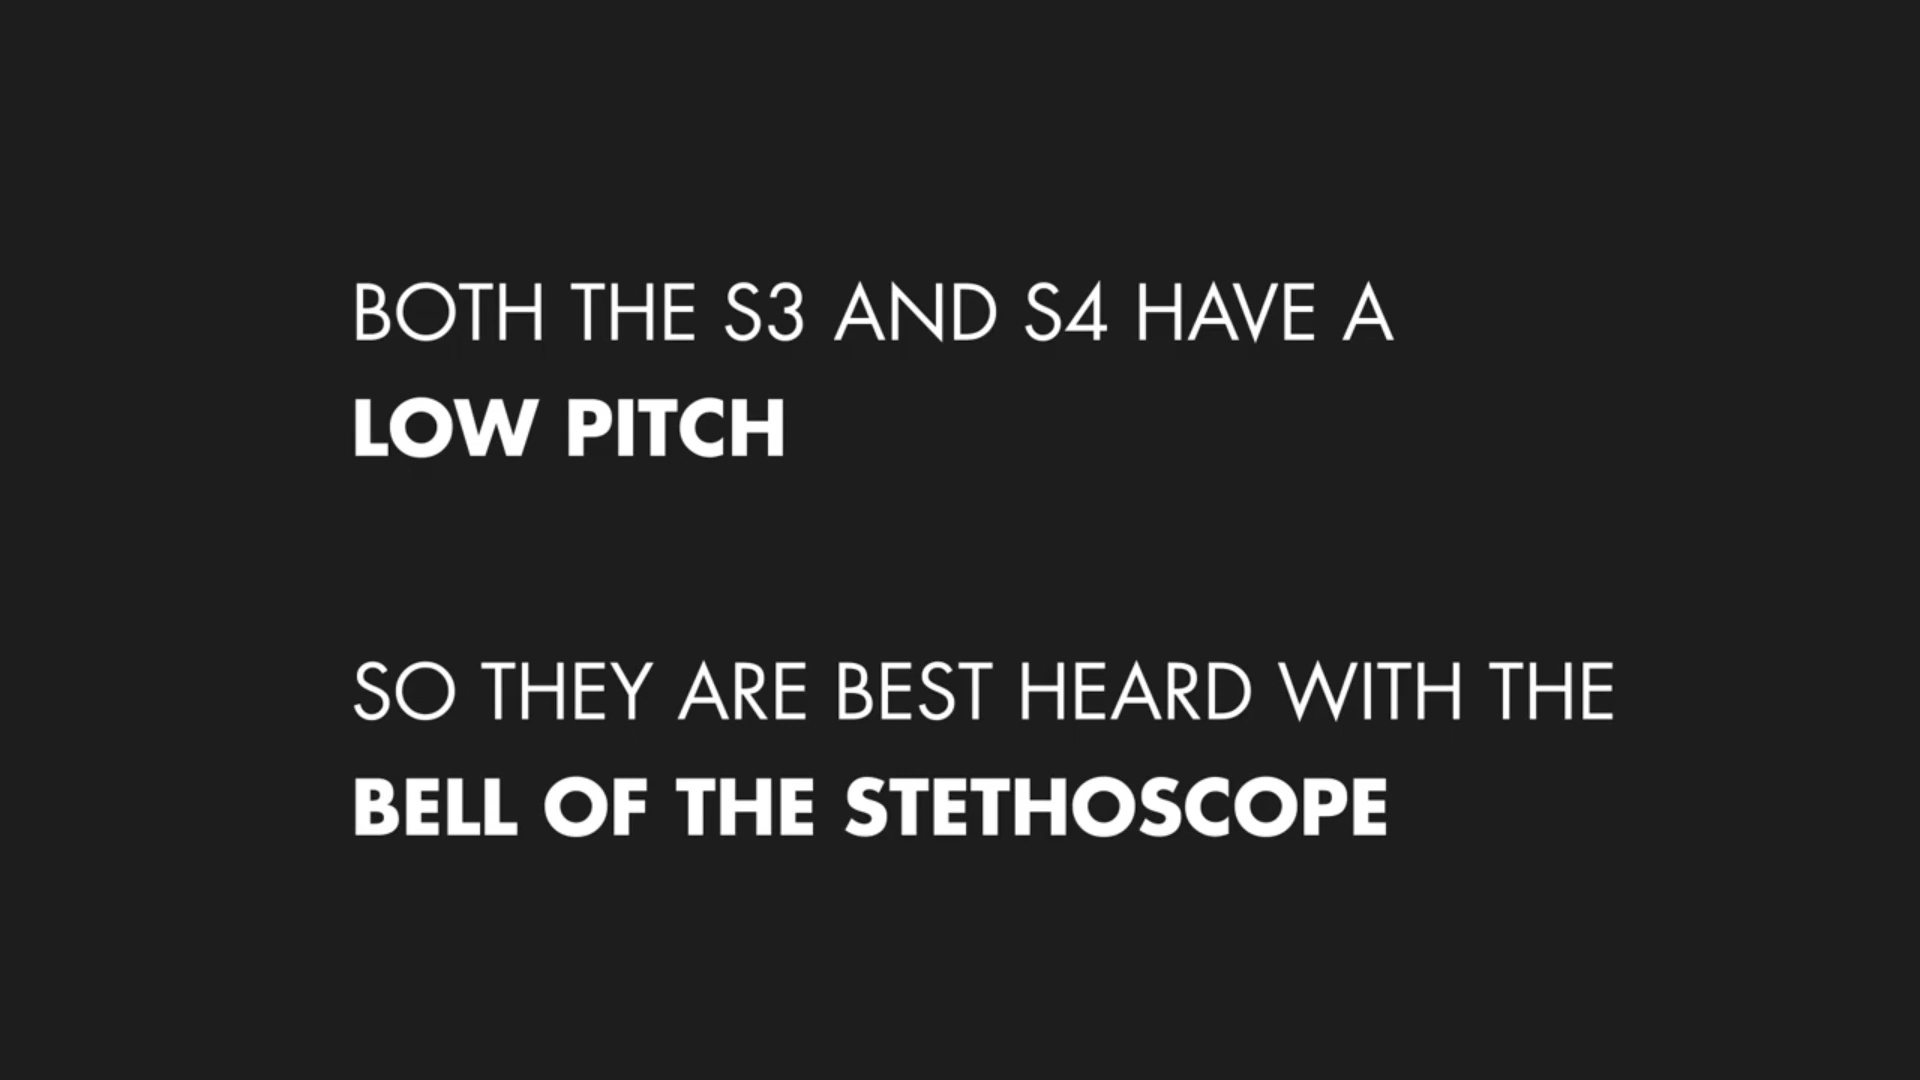 BOTH THE S3 AND S4 HAVE A
LOW PITCH
SO THEY ARE BEST HEARD WITH THE
BELL OF THE STETHOSCOPE